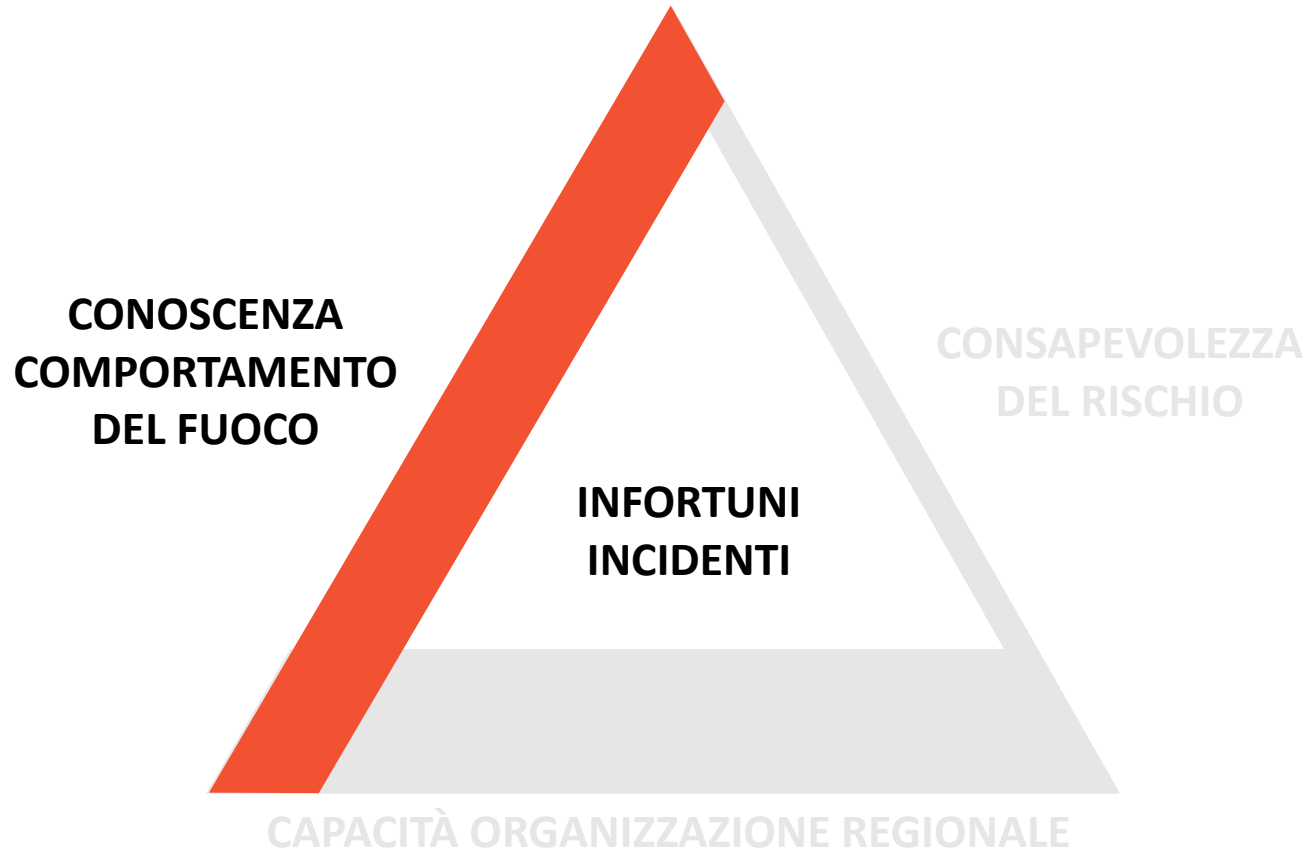 CONOSCENZA
COMPORTAMENTO
DEL FUOCO
CONSAPEVOLEZZA
DEL RISCHIO
INFORTUNI
INCIDENTI
CAPACITÀ ORGANIZZAZIONE REGIONALE